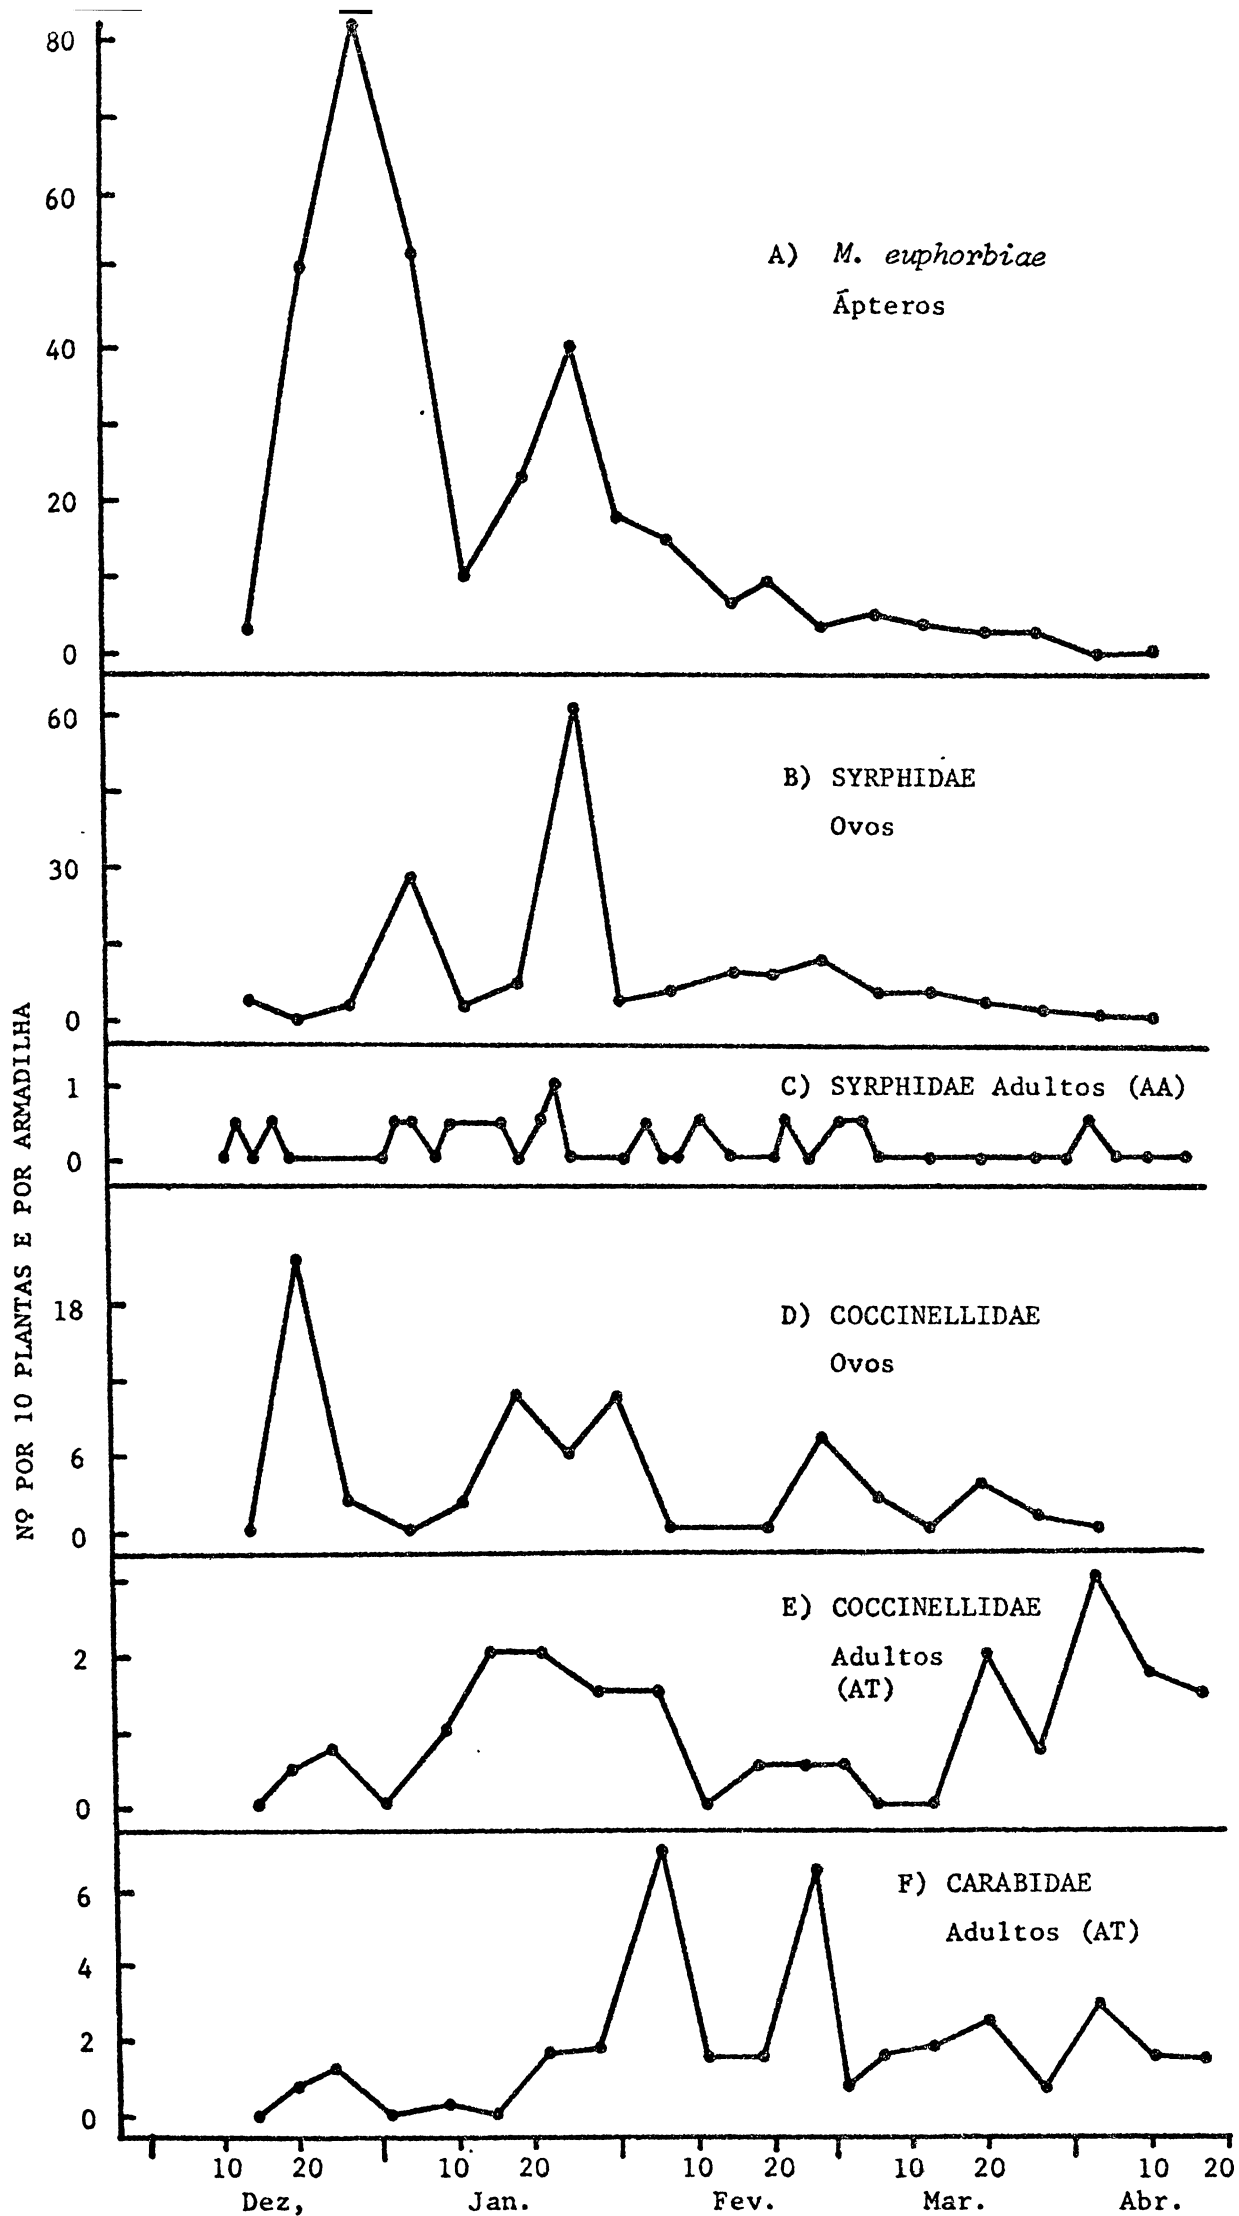 80
60
40
20
0
A) M. euphorbiae
Ápteros
60
30
0
B) SYRPHIDAE
Ovos
1
0
C) SYRPHIDAE Adultos (AA)
18
6
0
D) COCCINELLIDAE
Ovos
2
0
E) COCCINELLIDAE
Adultos
(AT)
6
4
2
0
F) CARABIDAE
Adultos (AT)
Nº POR 10 PLANTAS E POR ARMADILHA
10 20 10 20 10 20 10 20 10 20
Dez, Jan. Fev. Mar. Abr.